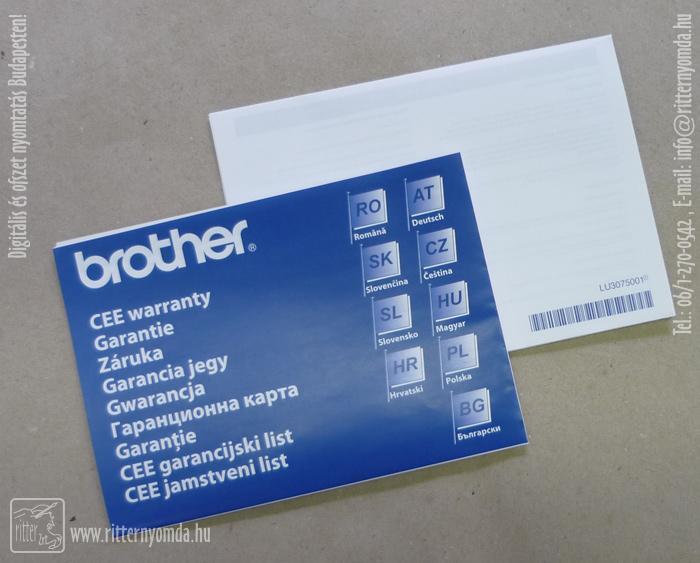 Digitális és ofszet nyomtatás Budapesten!
Tel.: 06/1-270-0542. E-mail: info@ritternyomda.hu
LU3075001
brother®
CEE warranty
Garantie
Záruka
Garancia jegy
Gwarancja
Гаранционна карта
Garanţie
CEE garancijski list
CEE jamstveni list
RO
Română
AT
Deutsch
SK
Slovenčina
CZ
Čeština
SL
Slovensko
HU
Magyar
HR
Hrvatski
PL
Polska
BG
Български
ritter
www.ritternyomda.hu